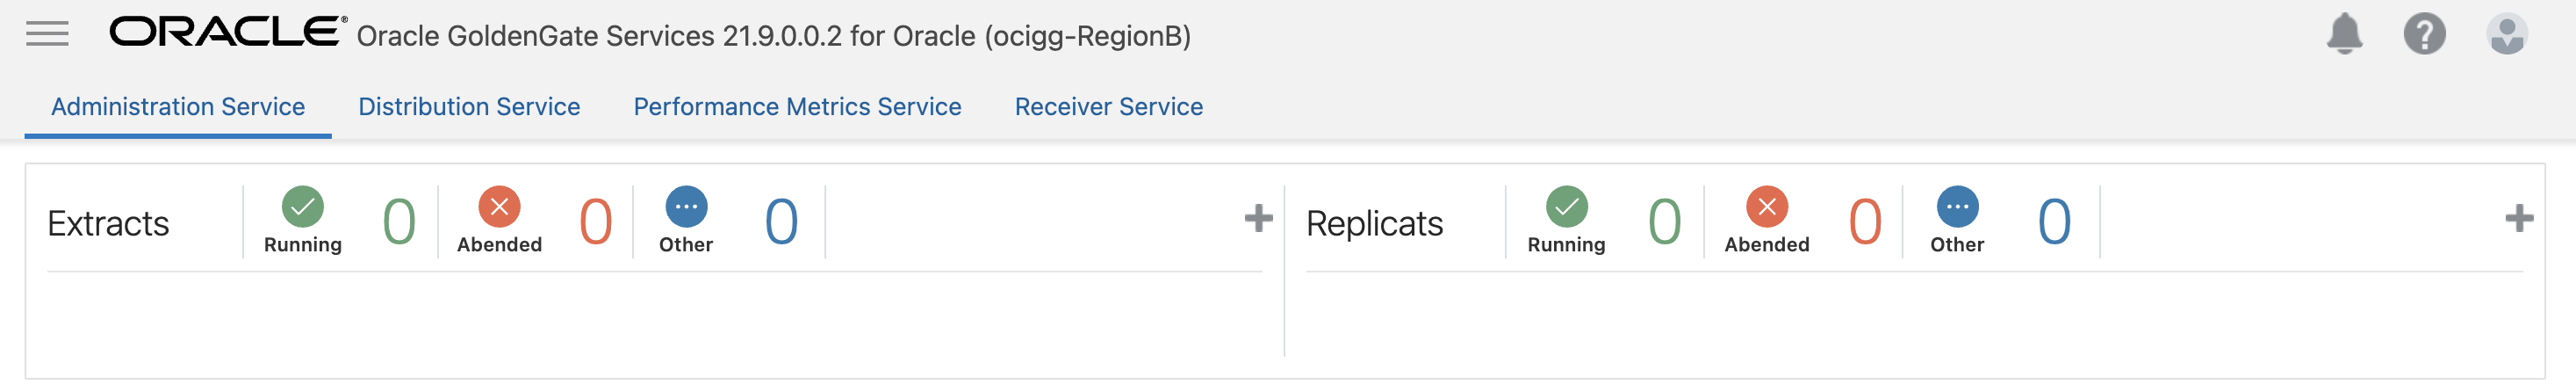 ORACLE® Oracle GoldenGate Services 21.9.0.0.2 for Oracle (ocigg-RegionB)
Administration Service Distribution Service Performance Metrics Service Receiver Service
Extracts Running 0 Abended 0 Other 0
Replicats Running 0 Abended 0 Other 0